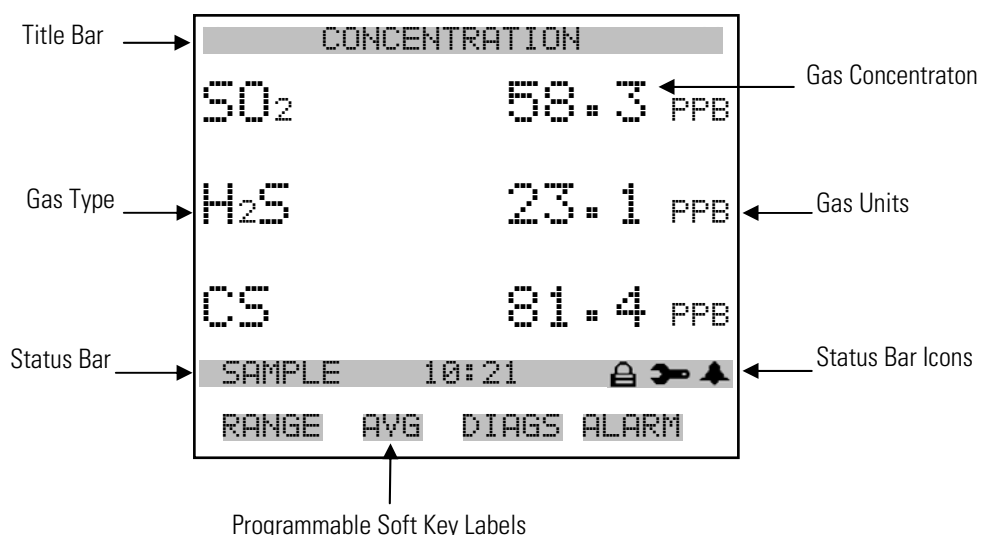 Title Bar
CONCENTRATION
SO₂ 58.3 PPB
Gas Concentraton
Gas Type
H₂S 23.1 PPB
Gas Units
CS 81.4 PPB
Status Bar
SAMPLE 10:21
Status Bar Icons
RANGE AVG DIAGS ALARM
Programmable Soft Key Labels